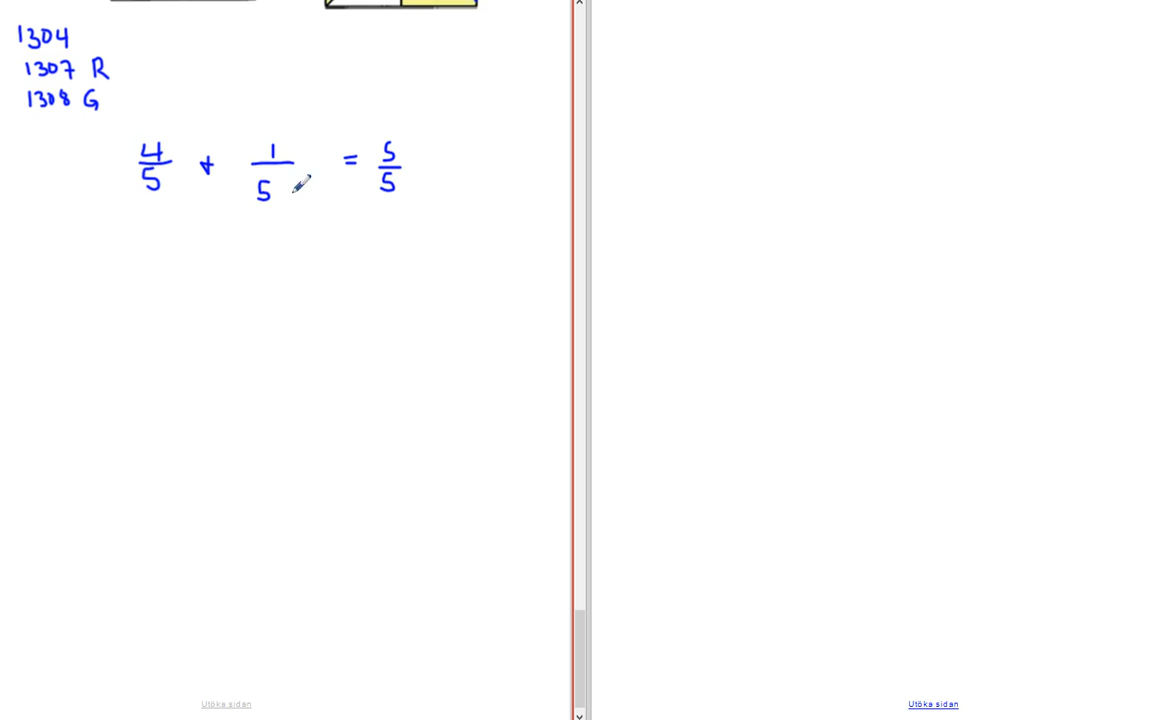 1304
1307 R
1308 G
4/5 + 1/5 = 5/5
Utöka sidan
Utöka sidan